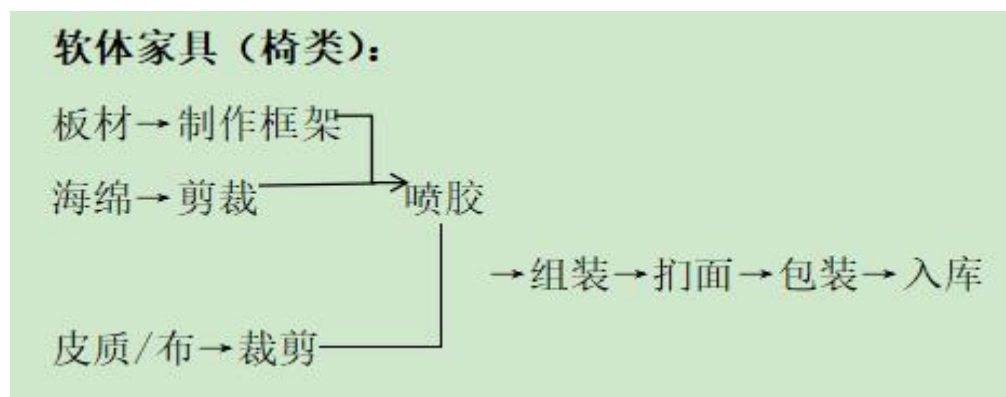 软体家具（椅类）：
板材→制作框架
海绵→剪裁
喷胶
→组装→扪面→包装→入库
皮质/布→裁剪